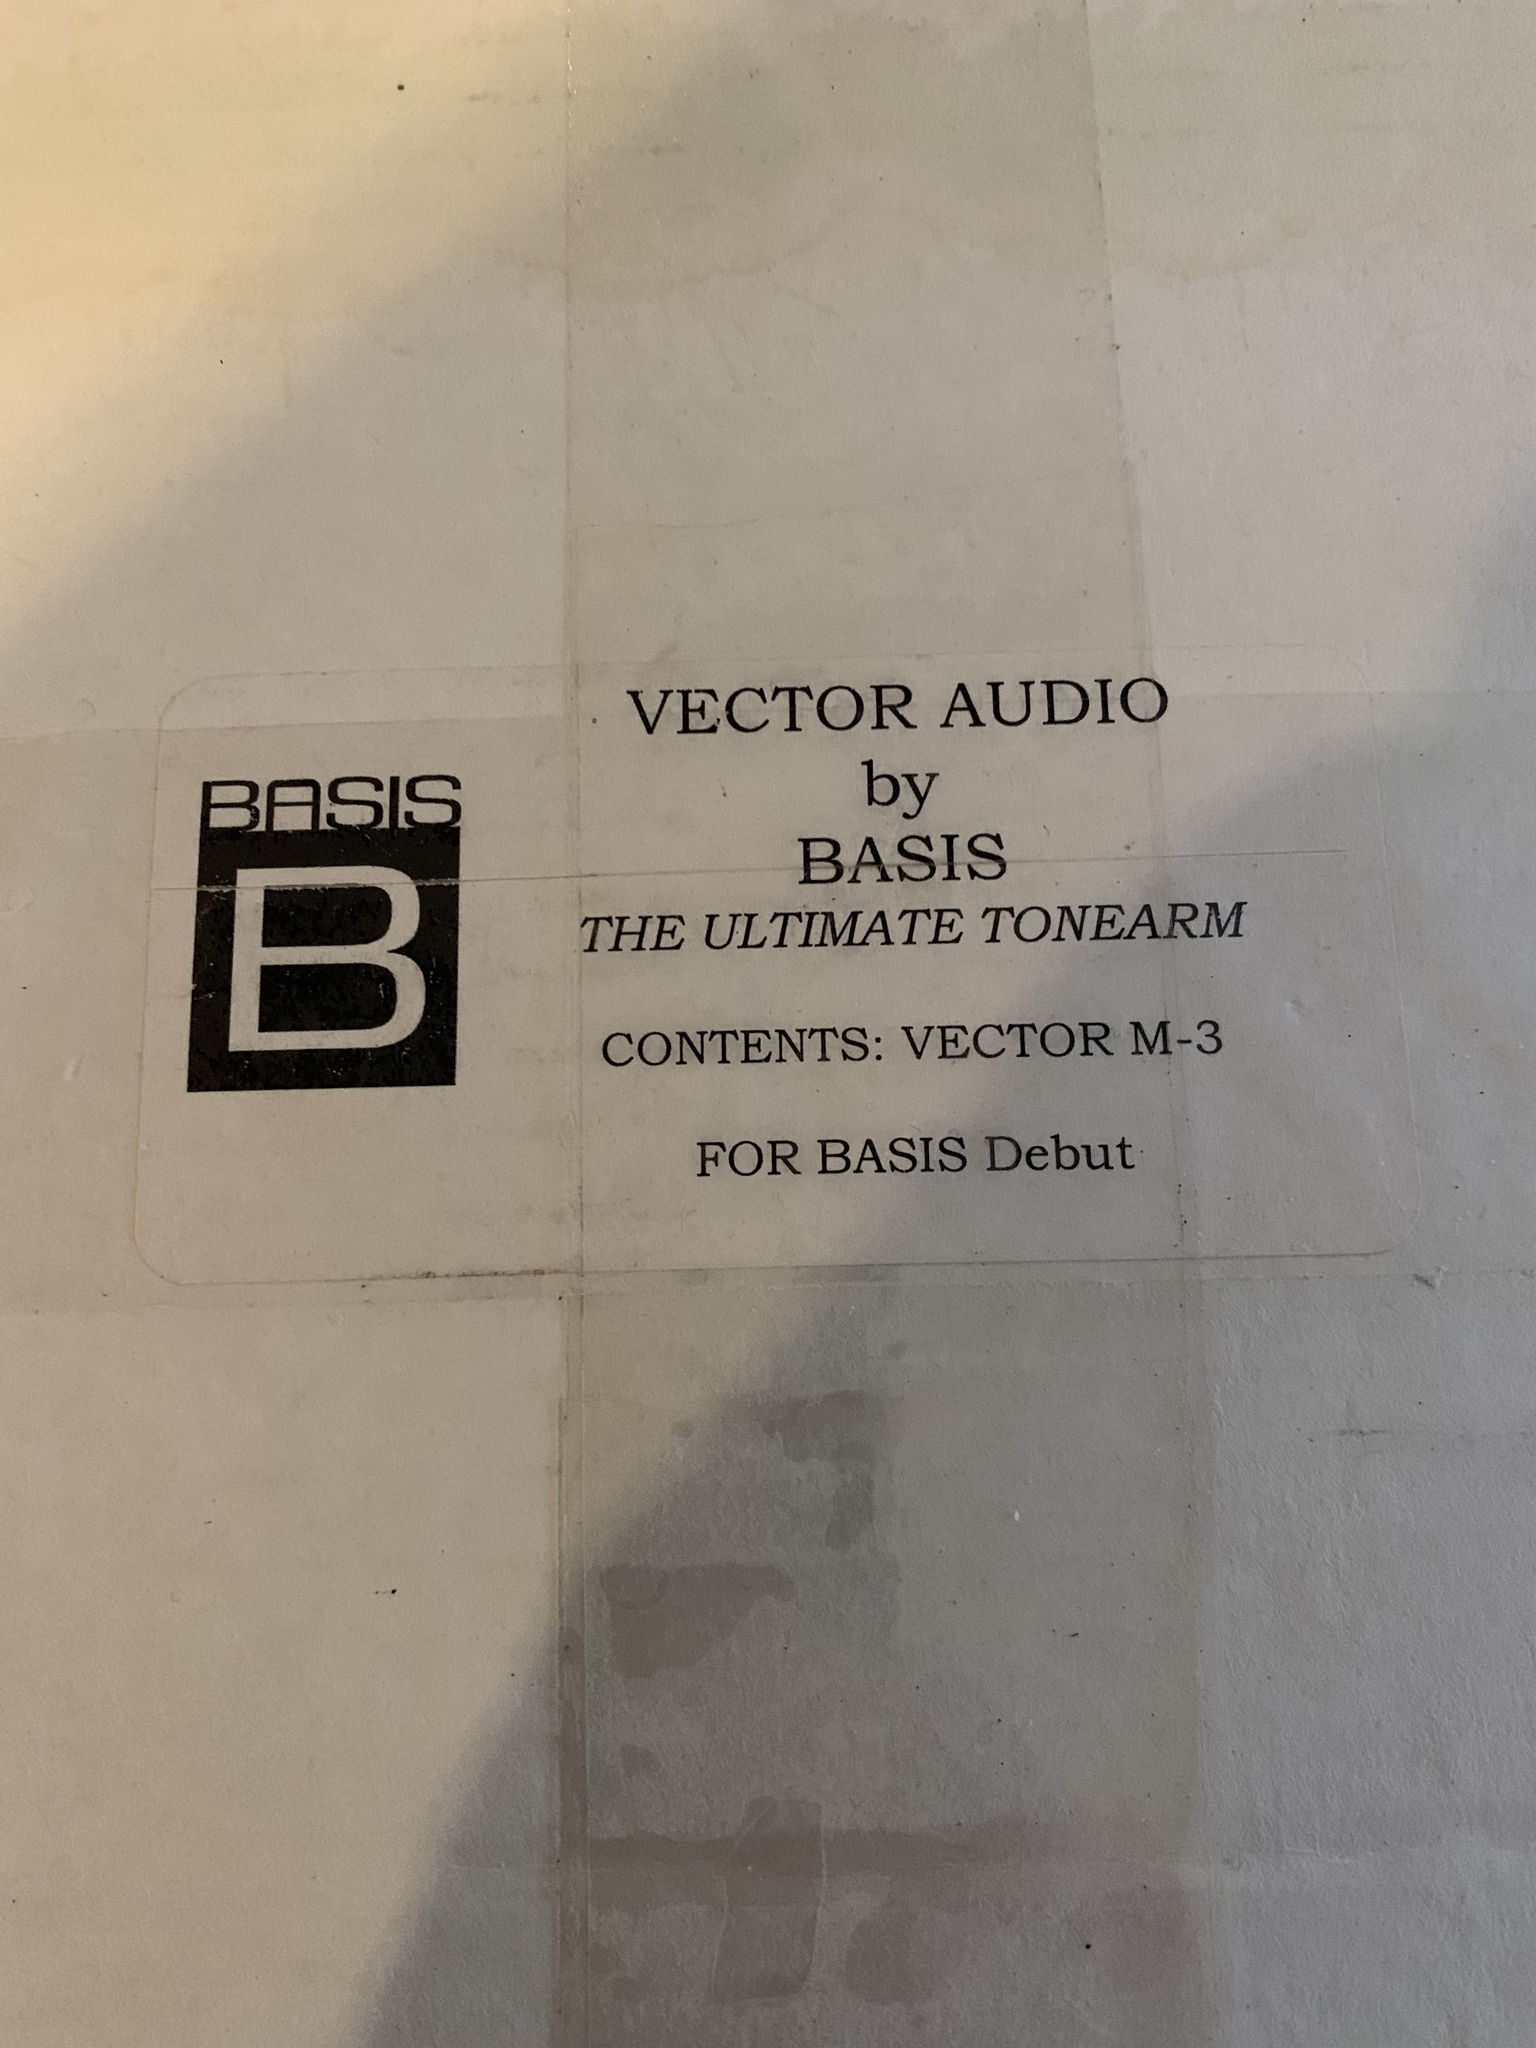 BASIS
B
VECTOR AUDIO
by
BASIS
THE ULTIMATE TONEARM
CONTENTS: VECTOR M-3
FOR BASIS Debut